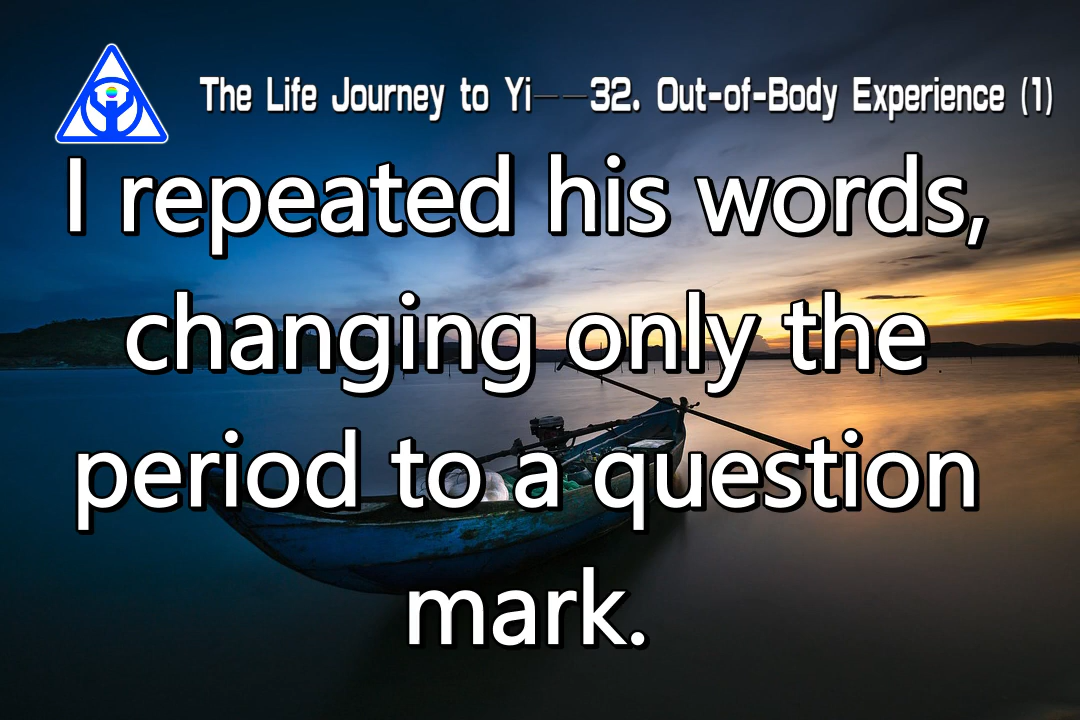 The Life Journey to Yi——32. Out-of-Body Experience (1)
I repeated his words,
changing only the
period to a question
mark.